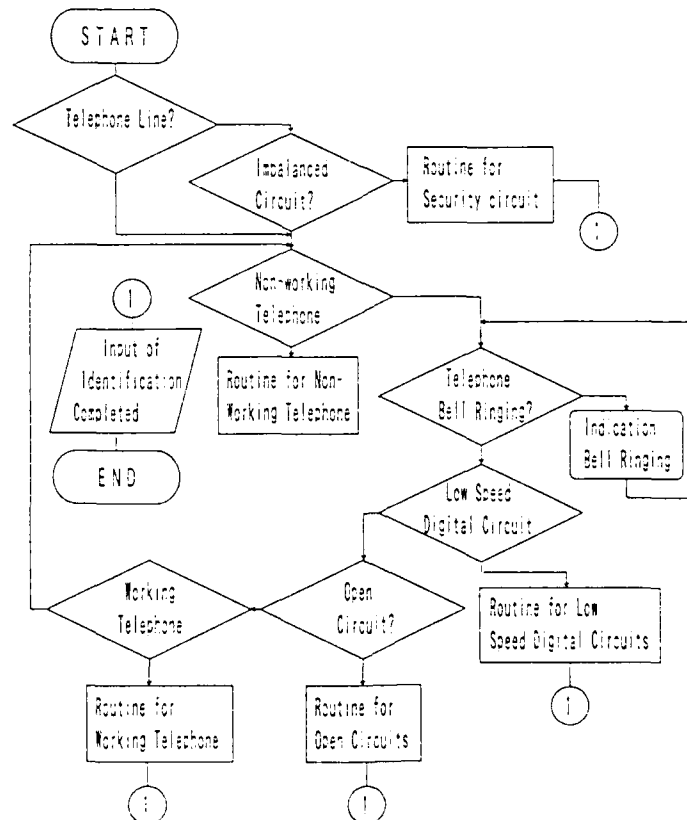 START
Telephone Line?
Imbalanced
Circuit?
Routine for
Security circuit
1
Non-working
Telephone
1
Input of
Identification
Completed
END
Routine for Non-
Working Telephone
Telephone
Bell Ringing?
Indication
Bell Ringing
Low Speed
Digital Circuit
Working
Telephone
Open
Circuit?
Routine for Low
Speed Digital Circuits
1
Routine for
Working Telephone
Routine for
Open Circuits
1
1